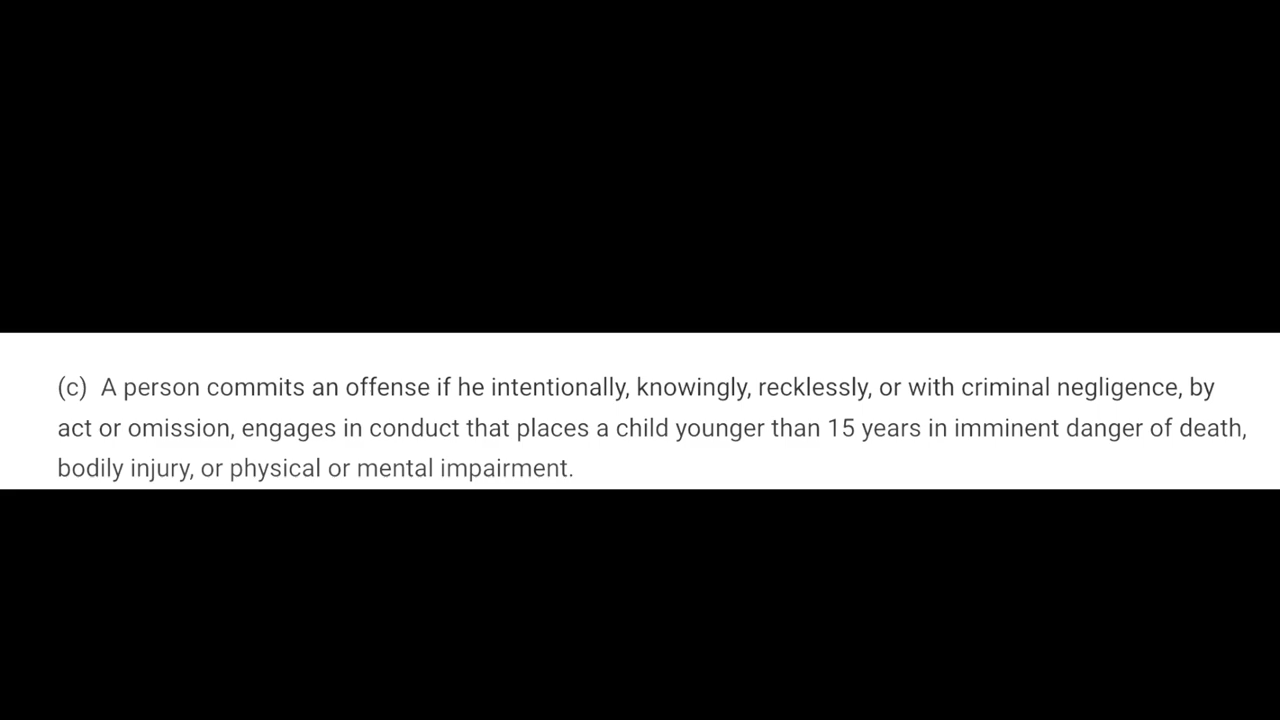 (c) A person commits an offense if he intentionally, knowingly, recklessly, or with criminal negligence, by
act or omission, engages in conduct that places a child younger than 15 years in imminent danger of death,
bodily injury, or physical or mental impairment.